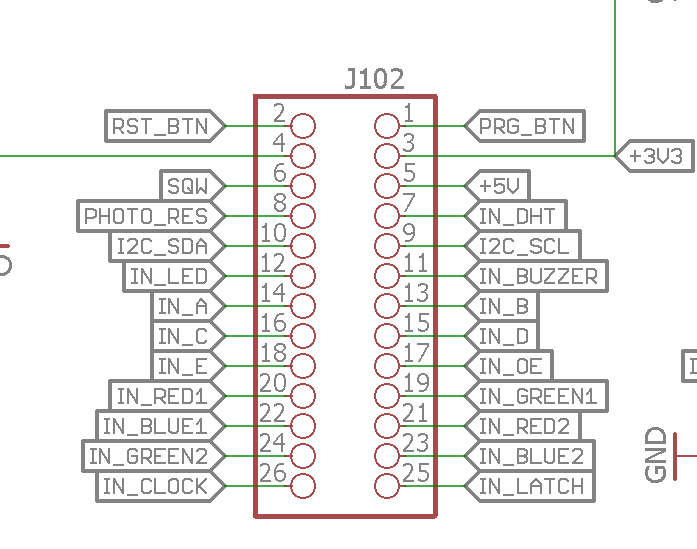 J102
RST_BTN 2 1 PRG_BTN
4 3 +3V3
SQW 6 5 +5V
PHOTO_RES 8 7 IN_DHT
I2C_SDA 10 9 I2C_SCL
IN_LED 12 11 IN_BUZZER
IN_A 14 13 IN_B
IN_C 16 15 IN_D
IN_E 18 17 IN_OE
IN_RED1 20 19 IN_GREEN1
IN_BLUE1 22 21 IN_RED2
IN_GREEN2 24 23 IN_BLUE2
IN_CLOCK 26 25 IN_LATCH
GND